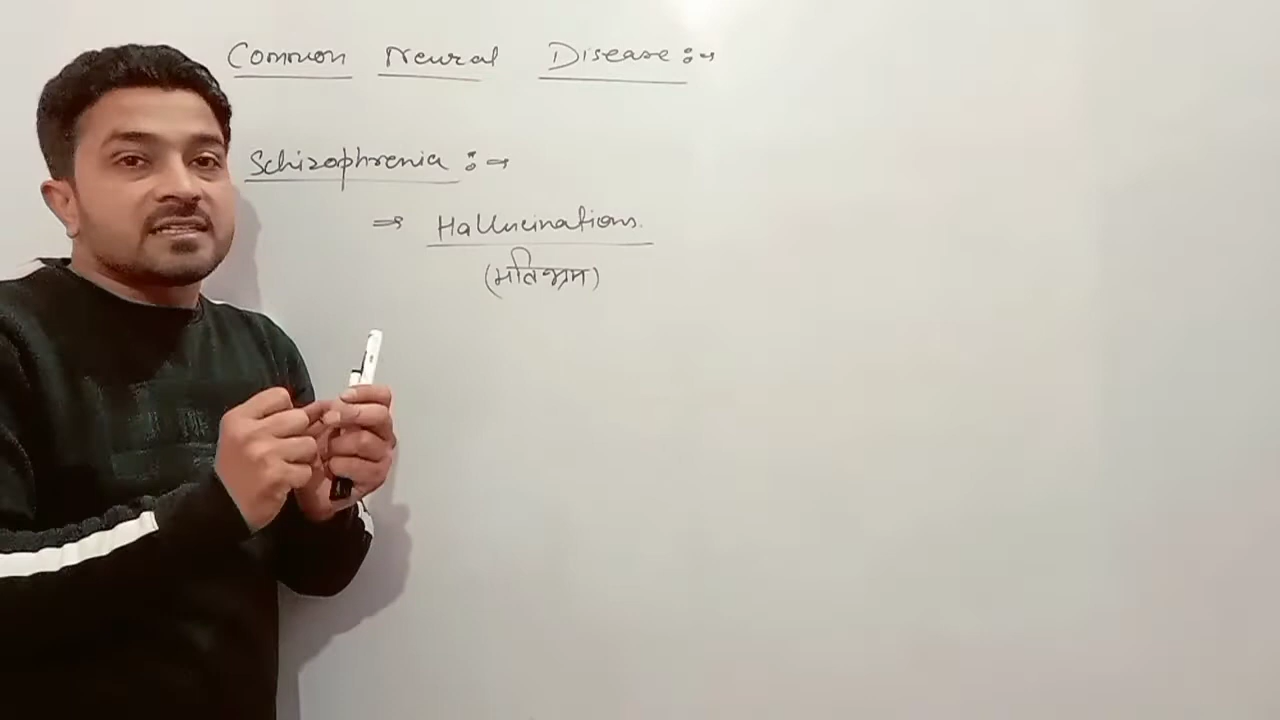 Common Neural Disease :→
Schizophrenia :→
⇒ Hallucinations.
(मतिभ्रम)